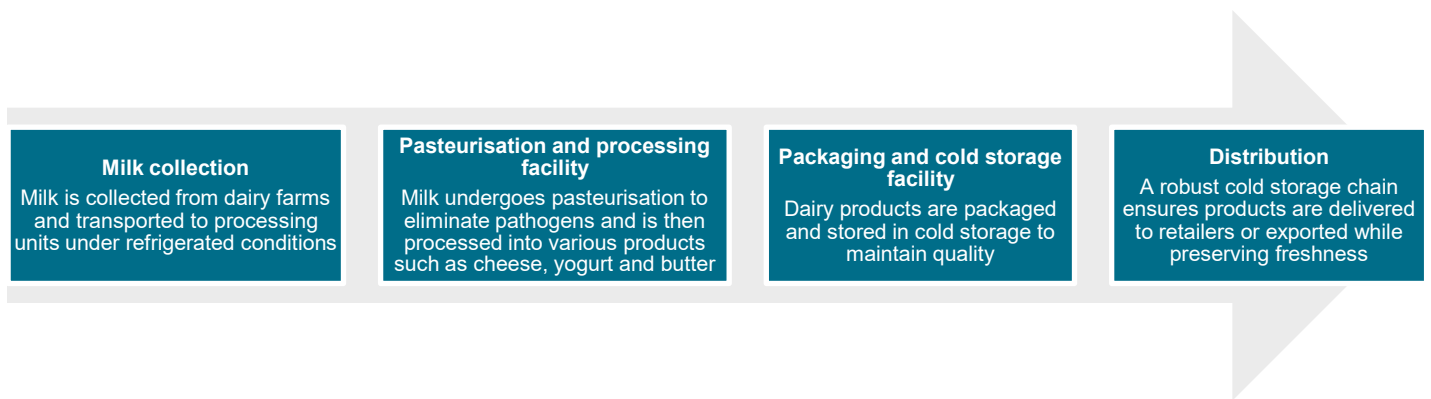 Milk collection
Milk is collected from dairy farms
and transported to processing
units under refrigerated conditions
Pasteurisation and processing
facility
Milk undergoes pasteurisation to
eliminate pathogens and is then
processed into various products
such as cheese, yogurt and butter
Packaging and cold storage
facility
Dairy products are packaged
and stored in cold storage to
maintain quality
Distribution
A robust cold storage chain
ensures products are delivered
to retailers or exported while
preserving freshness